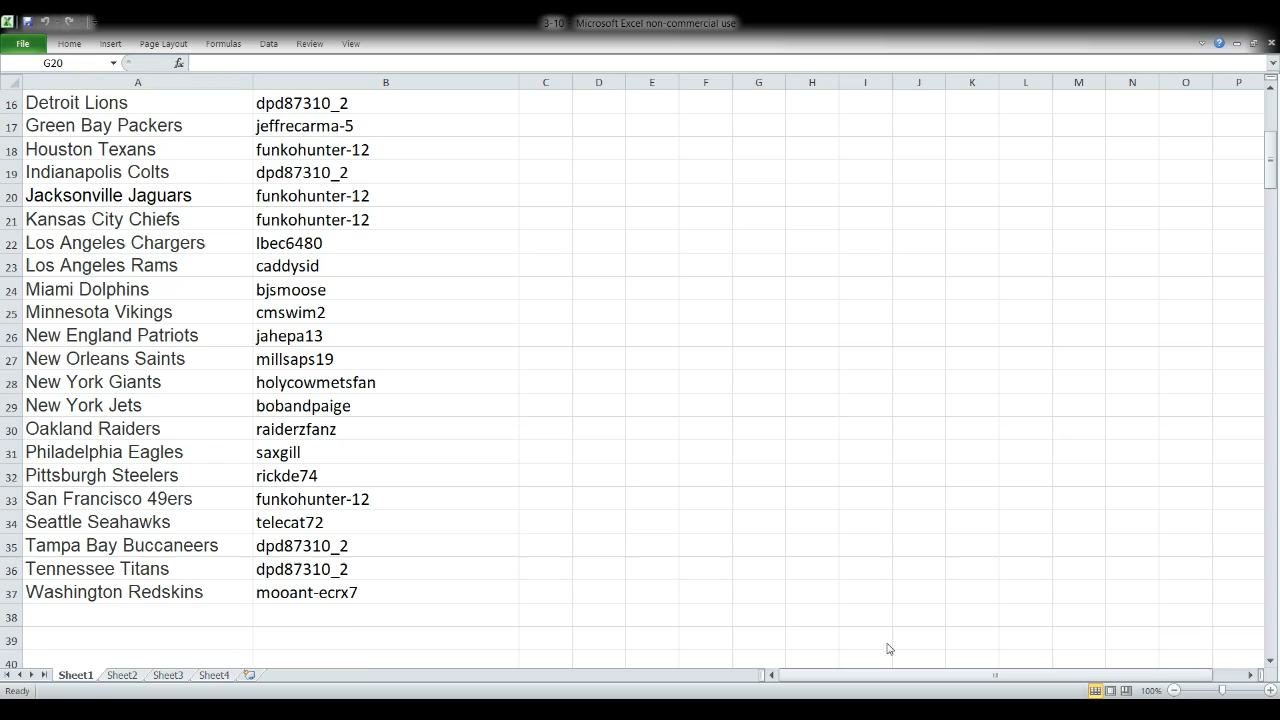 3-10 - Microsoft Excel non-commercial use
File Home Insert Page Layout Formulas Data Review View
G20 fx
A B C D E F G H I J K L M N O P
16 Detroit Lions dpd87310_2
17 Green Bay Packers jeffrecarma-5
18 Houston Texans funkohunter-12
19 Indianapolis Colts dpd87310_2
20 Jacksonville Jaguars funkohunter-12
21 Kansas City Chiefs funkohunter-12
22 Los Angeles Chargers lbec6480
23 Los Angeles Rams caddysid
24 Miami Dolphins bjsmoose
25 Minnesota Vikings cmswim2
26 New England Patriots jahepa13
27 New Orleans Saints millsaps19
28 New York Giants holycowmetsfan
29 New York Jets bobandpaige
30 Oakland Raiders raiderzfanz
31 Philadelphia Eagles saxgill
32 Pittsburgh Steelers rickde74
33 San Francisco 49ers funkohunter-12
34 Seattle Seahawks telecat72
35 Tampa Bay Buccaneers dpd87310_2
36 Tennessee Titans dpd87310_2
37 Washington Redskins mooant-ecrx7
38
39
40
Sheet1 Sheet2 Sheet3 Sheet4
Ready 100%